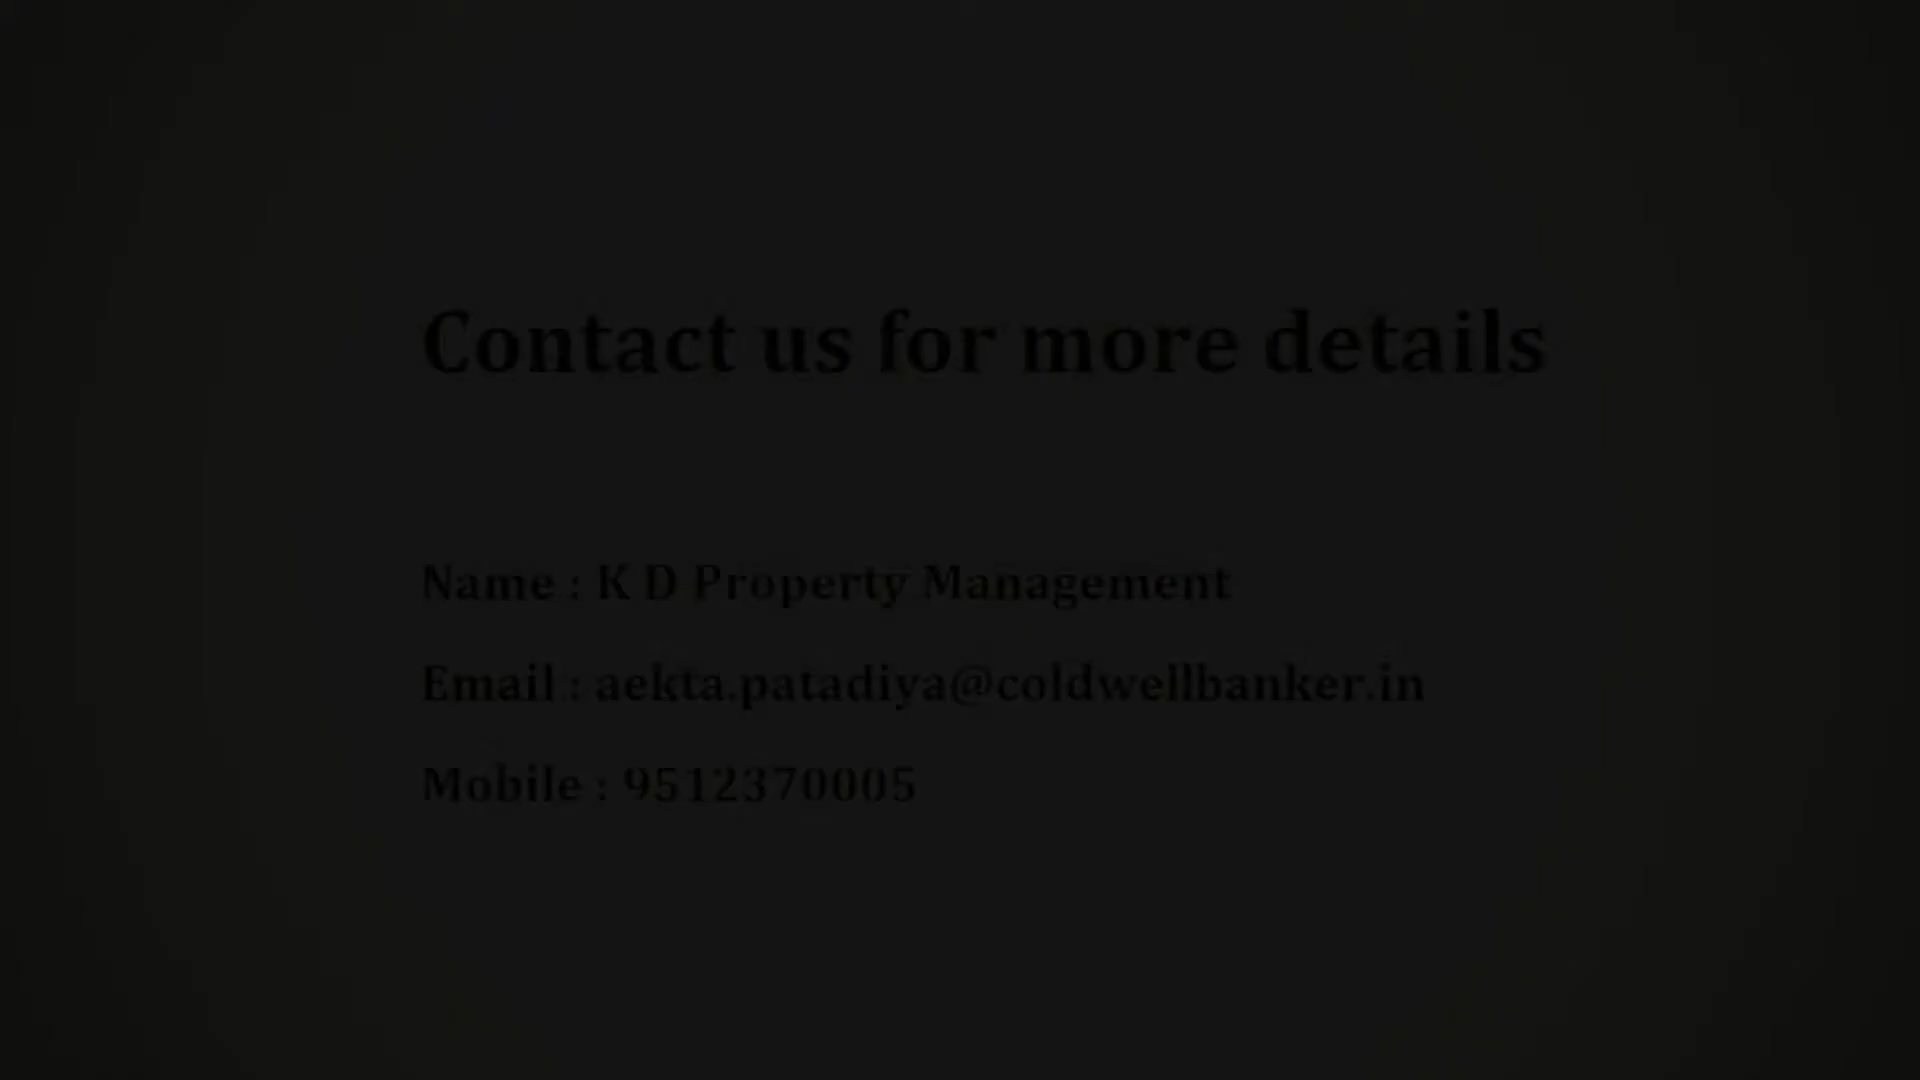 Contact us for more details
Name : K D Property Management
Email : aekta.patadiya@coldwellbanker.in
Mobile : 9512370005